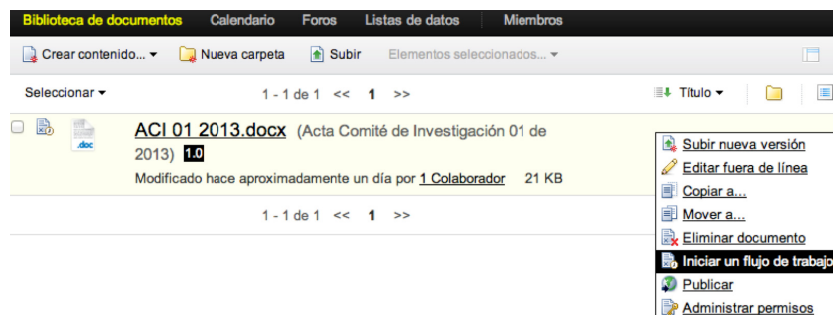 Biblioteca de documentos Calendario Foros Listas de datos Miembros
Crear contenido... Nueva carpeta Subir Elementos seleccionados...
Seleccionar 1 - 1 de 1 << 1 >> Título
ACI 01 2013.docx (Acta Comité de Investigación 01 de
2013) 1.0
.doc
Modificado hace aproximadamente un día por 1 Colaborador 21 KB
1 - 1 de 1 << 1 >>
Subir nueva versión
Editar fuera de línea
Copiar a...
Mover a...
Eliminar documento
Iniciar un flujo de trabajo
Publicar
Administrar permisos